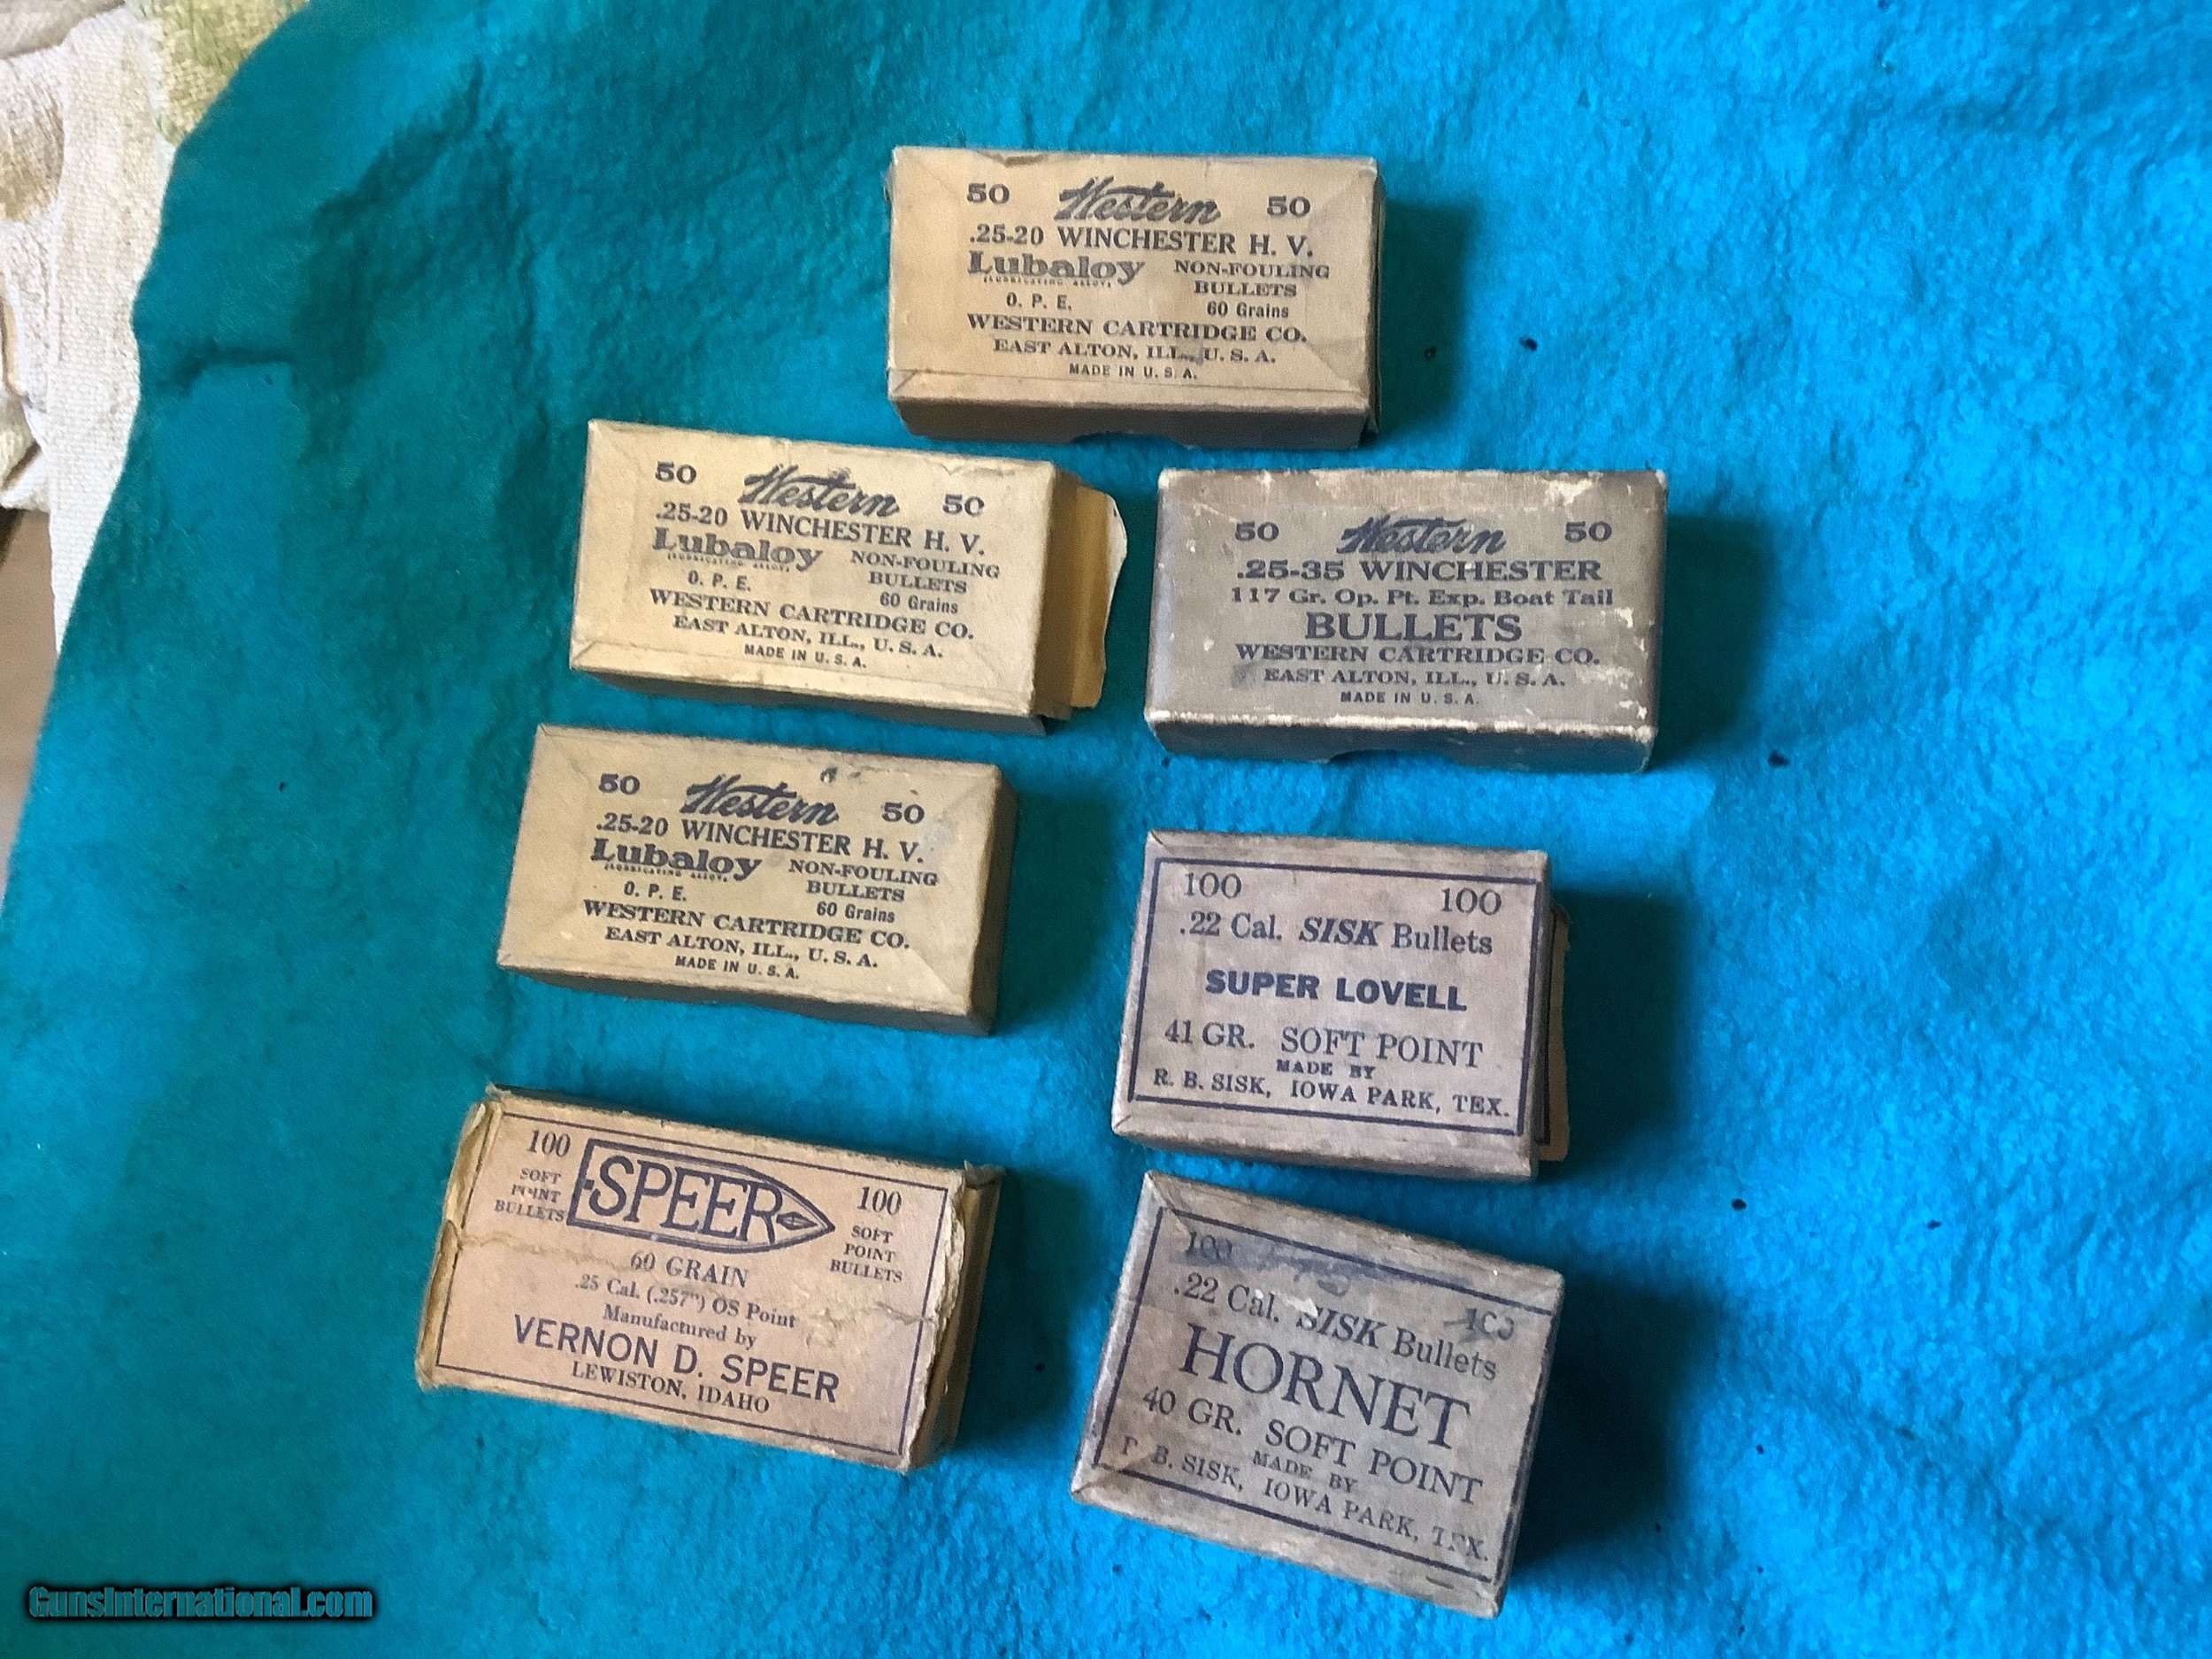 50 Western 50
.25-20 WINCHESTER H. V.
Lubaloy NON-FOULING
(LUBRICATING ALLOY) BULLETS
O. P. E. 60 Grains
WESTERN CARTRIDGE CO.
EAST ALTON, ILL., U. S. A.
MADE IN U. S. A.
50 Western 50
.25-20 WINCHESTER H. V.
Lubaloy NON-FOULING
(LUBRICATING ALLOY) BULLETS
O. P. E. 60 Grains
WESTERN CARTRIDGE CO.
EAST ALTON, ILL., U. S. A.
MADE IN U. S. A.
50 Western 50
.25-35 WINCHESTER
117 Gr. Op. Pt. Exp. Boat Tail
BULLETS
WESTERN CARTRIDGE CO.
EAST ALTON, ILL., U. S. A.
MADE IN U. S. A.
50 Western 50
.25-20 WINCHESTER H. V.
Lubaloy NON-FOULING
(LUBRICATING ALLOY) BULLETS
O. P. E. 60 Grains
WESTERN CARTRIDGE CO.
EAST ALTON, ILL., U. S. A.
MADE IN U. S. A.
100 100
.22 Cal. SISK Bullets
SUPER LOVELL
41 GR. SOFT POINT
MADE BY
R. B. SISK, IOWA PARK, TEX.
100 SPEER 100
SOFT POINT BULLETS
SOFT POINT BULLETS
60 GRAIN
.25 Cal. (.257") OS Point
Manufactured by
VERNON D. SPEER
LEWISTON, IDAHO
100 100
.22 Cal. SISK Bullets
HORNET
40 GR. SOFT POINT
MADE BY
R. B. SISK, IOWA PARK, TEX.
GunsInternational.com